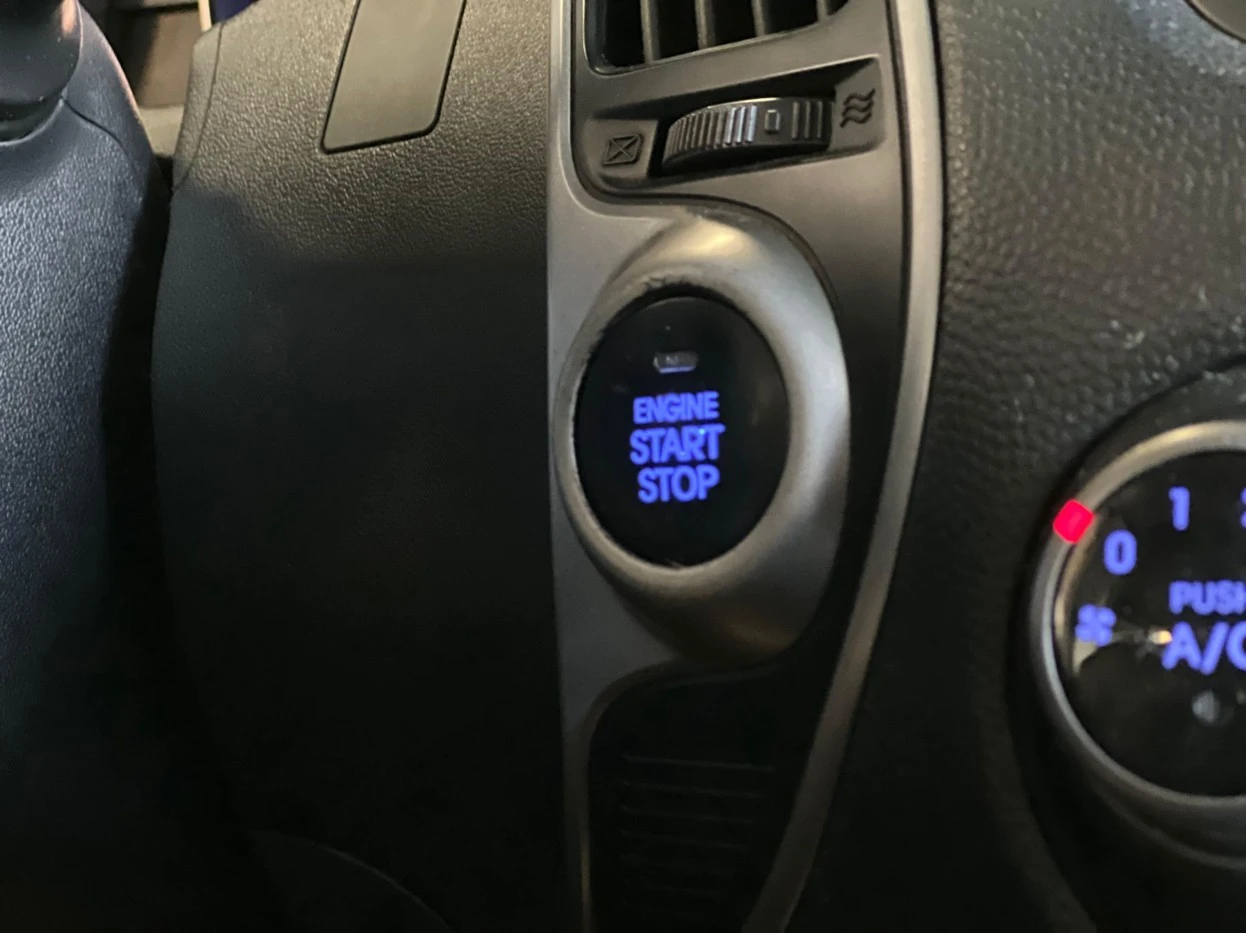 ENGINE
START
STOP
1
0
PUSH
A/C